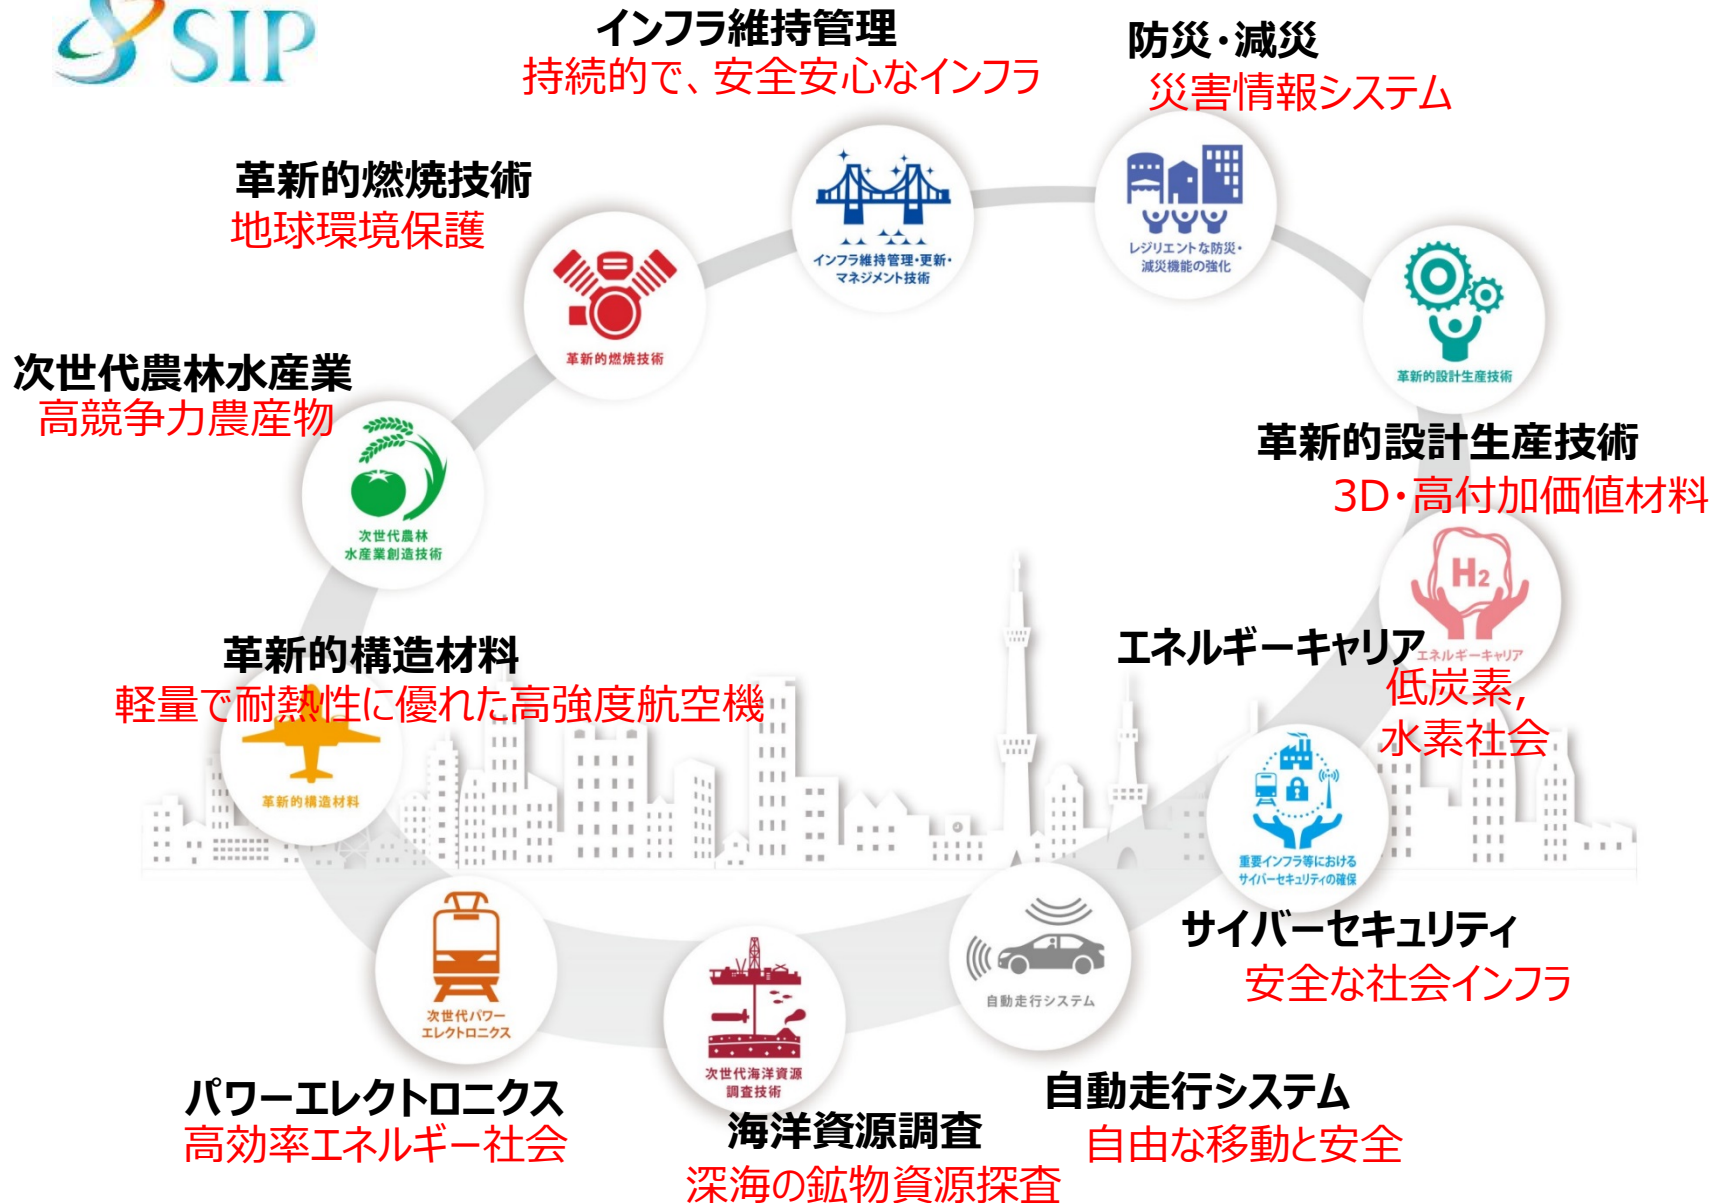 SIP
インフラ維持管理
持続的で、安全安心なインフラ
防災・減災
災害情報システム
革新的燃焼技術
地球環境保護
インフラ維持管理・更新・
マネジメント技術
レジリエントな防災・
減災機能の強化
革新的燃焼技術
革新的設計生産技術
次世代農林水産業
高競争力農産物
革新的設計生産技術
3D・高付加価値材料
次世代農林
水産業創造技術
H2
エネルギーキャリア
エネルギーキャリア
低炭素,
水素社会
革新的構造材料
軽量で耐熱性に優れた高強度航空機
革新的構造材料
重要インフラ等における
サイバーセキュリティの確保
サイバーセキュリティ
安全な社会インフラ
次世代パワー
エレクトロニクス
自動走行システム
次世代海洋資源
調査技術
パワーエレクトロニクス
高効率エネルギー社会
海洋資源調査
深海の鉱物資源探査
自動走行システム
自由な移動と安全